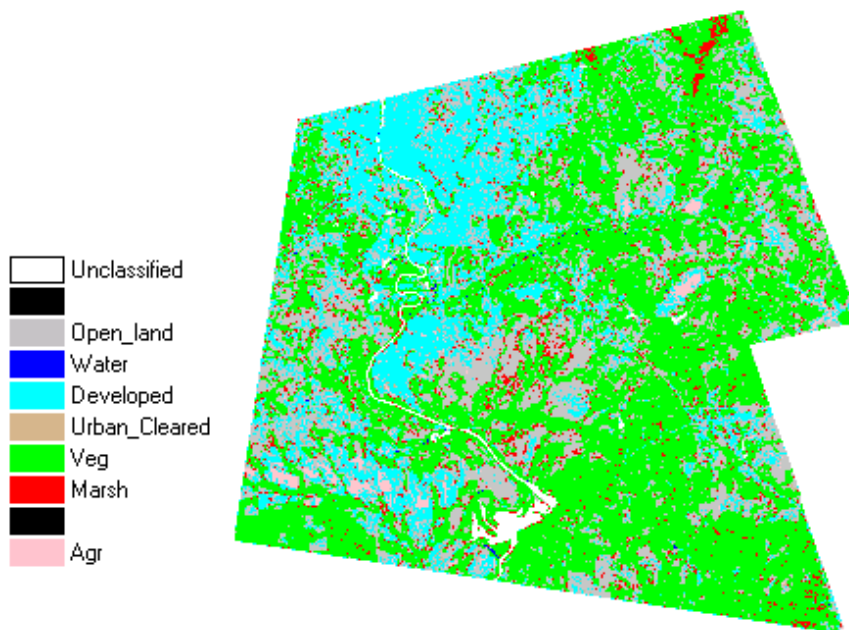 Unclassified
Open_land
Water
Developed
Urban_Cleared
Veg
Marsh
Agr